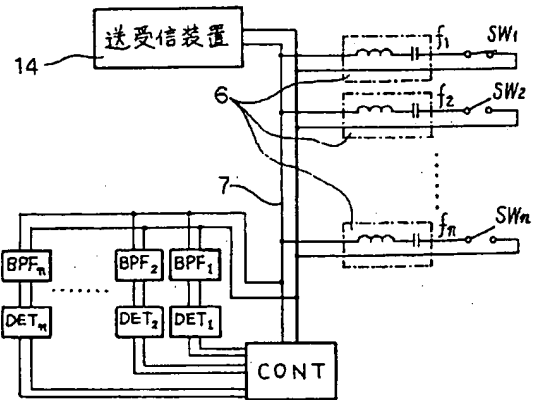 送受信装置
14
f1
SW1
6
f2
SW2
7
fn
SWn
BPFn
BPF2
BPF1
DETn
DET2
DET1
CONT